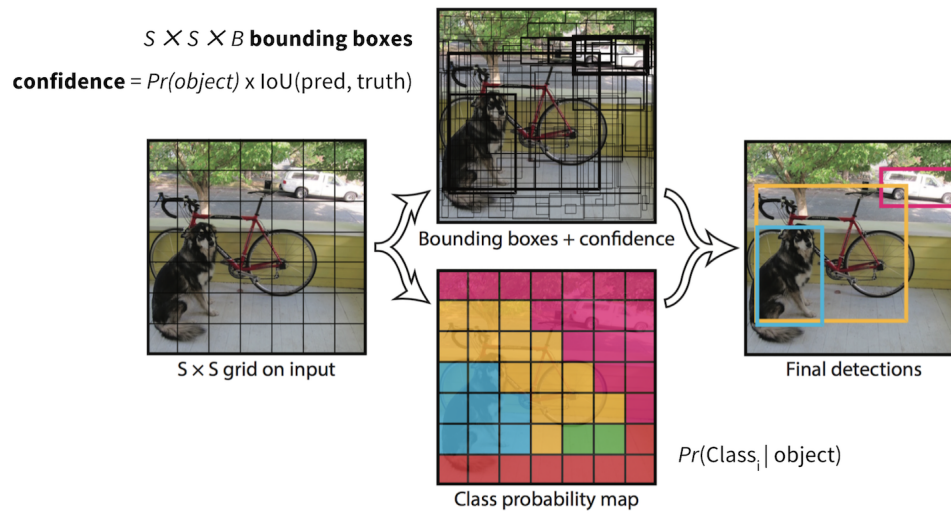 S × S × B bounding boxes
confidence = Pr(object) x IoU(pred, truth)
Bounding boxes + confidence
S × S grid on input
Final detections
Pr(Classᵢ | object)
Class probability map